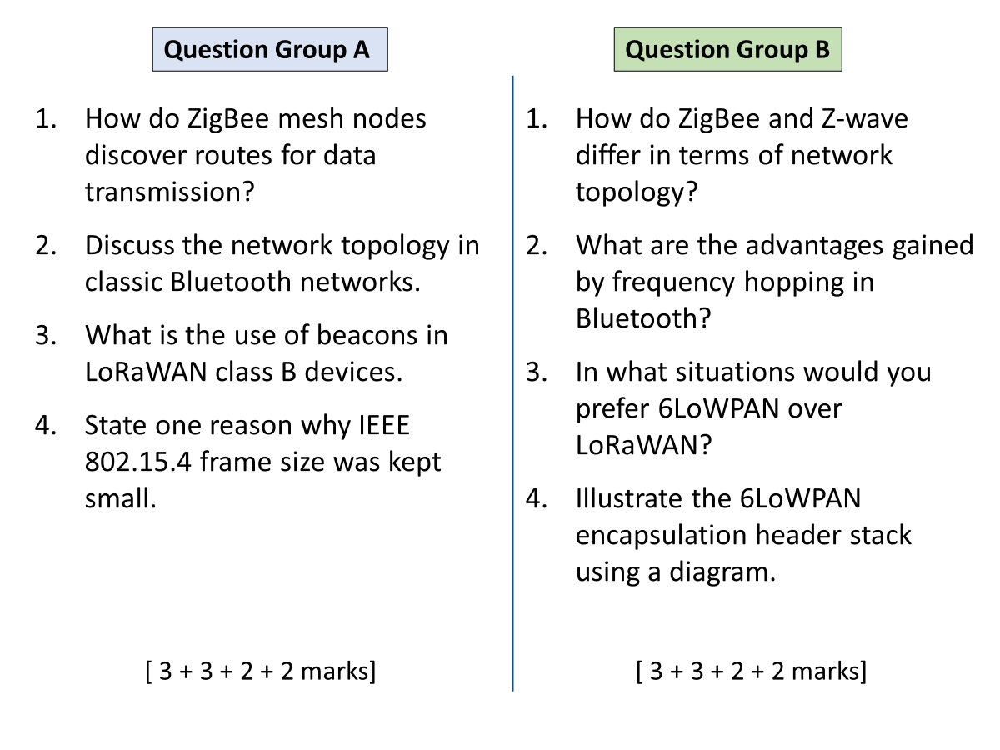 Question Group A
1. How do ZigBee mesh nodes
discover routes for data
transmission?
2. Discuss the network topology in
classic Bluetooth networks.
3. What is the use of beacons in
LoRaWAN class B devices.
4. State one reason why IEEE
802.15.4 frame size was kept
small.
[ 3 + 3 + 2 + 2 marks]
Question Group B
1. How do ZigBee and Z-wave
differ in terms of network
topology?
2. What are the advantages gained
by frequency hopping in
Bluetooth?
3. In what situations would you
prefer 6LoWPAN over
LoRaWAN?
4. Illustrate the 6LoWPAN
encapsulation header stack
using a diagram.
[ 3 + 3 + 2 + 2 marks]